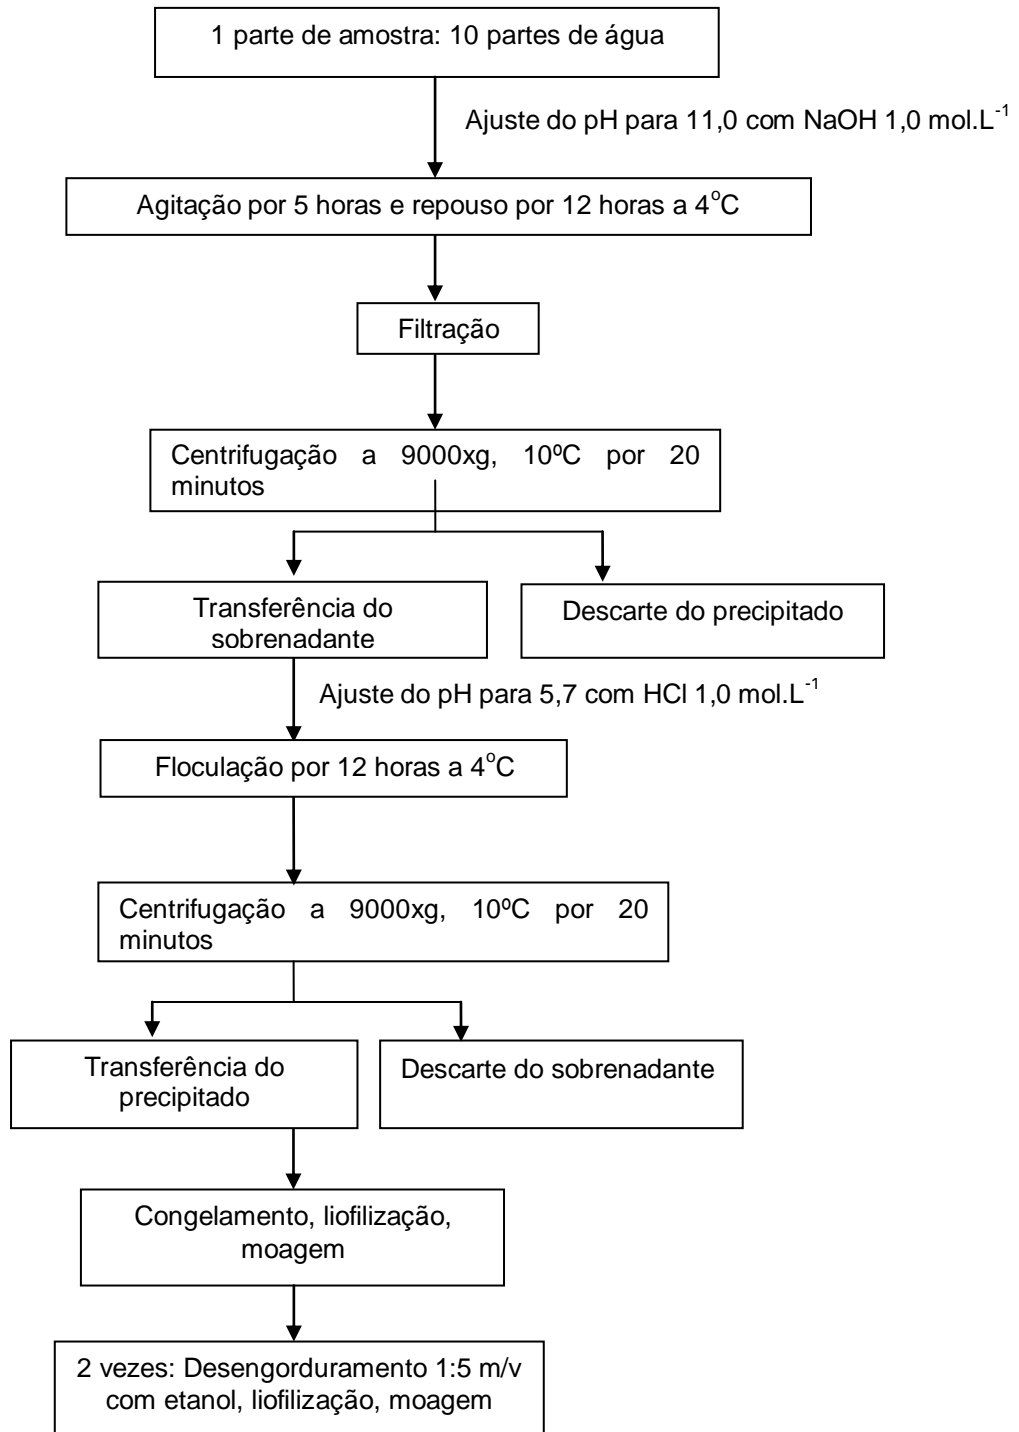 1 parte de amostra: 10 partes de água
Ajuste do pH para 11,0 com NaOH 1,0 mol.L⁻¹
Agitação por 5 horas e repouso por 12 horas a 4°C
Filtração
Centrifugação a 9000xg, 10ºC por 20
minutos
Transferência do
sobrenadante
Descarte do precipitado
Ajuste do pH para 5,7 com HCl 1,0 mol.L⁻¹
Floculação por 12 horas a 4°C
Centrifugação a 9000xg, 10ºC por 20
minutos
Transferência do
precipitado
Descarte do sobrenadante
Congelamento, liofilização,
moagem
2 vezes: Desengorduramento 1:5 m/v
com etanol, liofilização, moagem